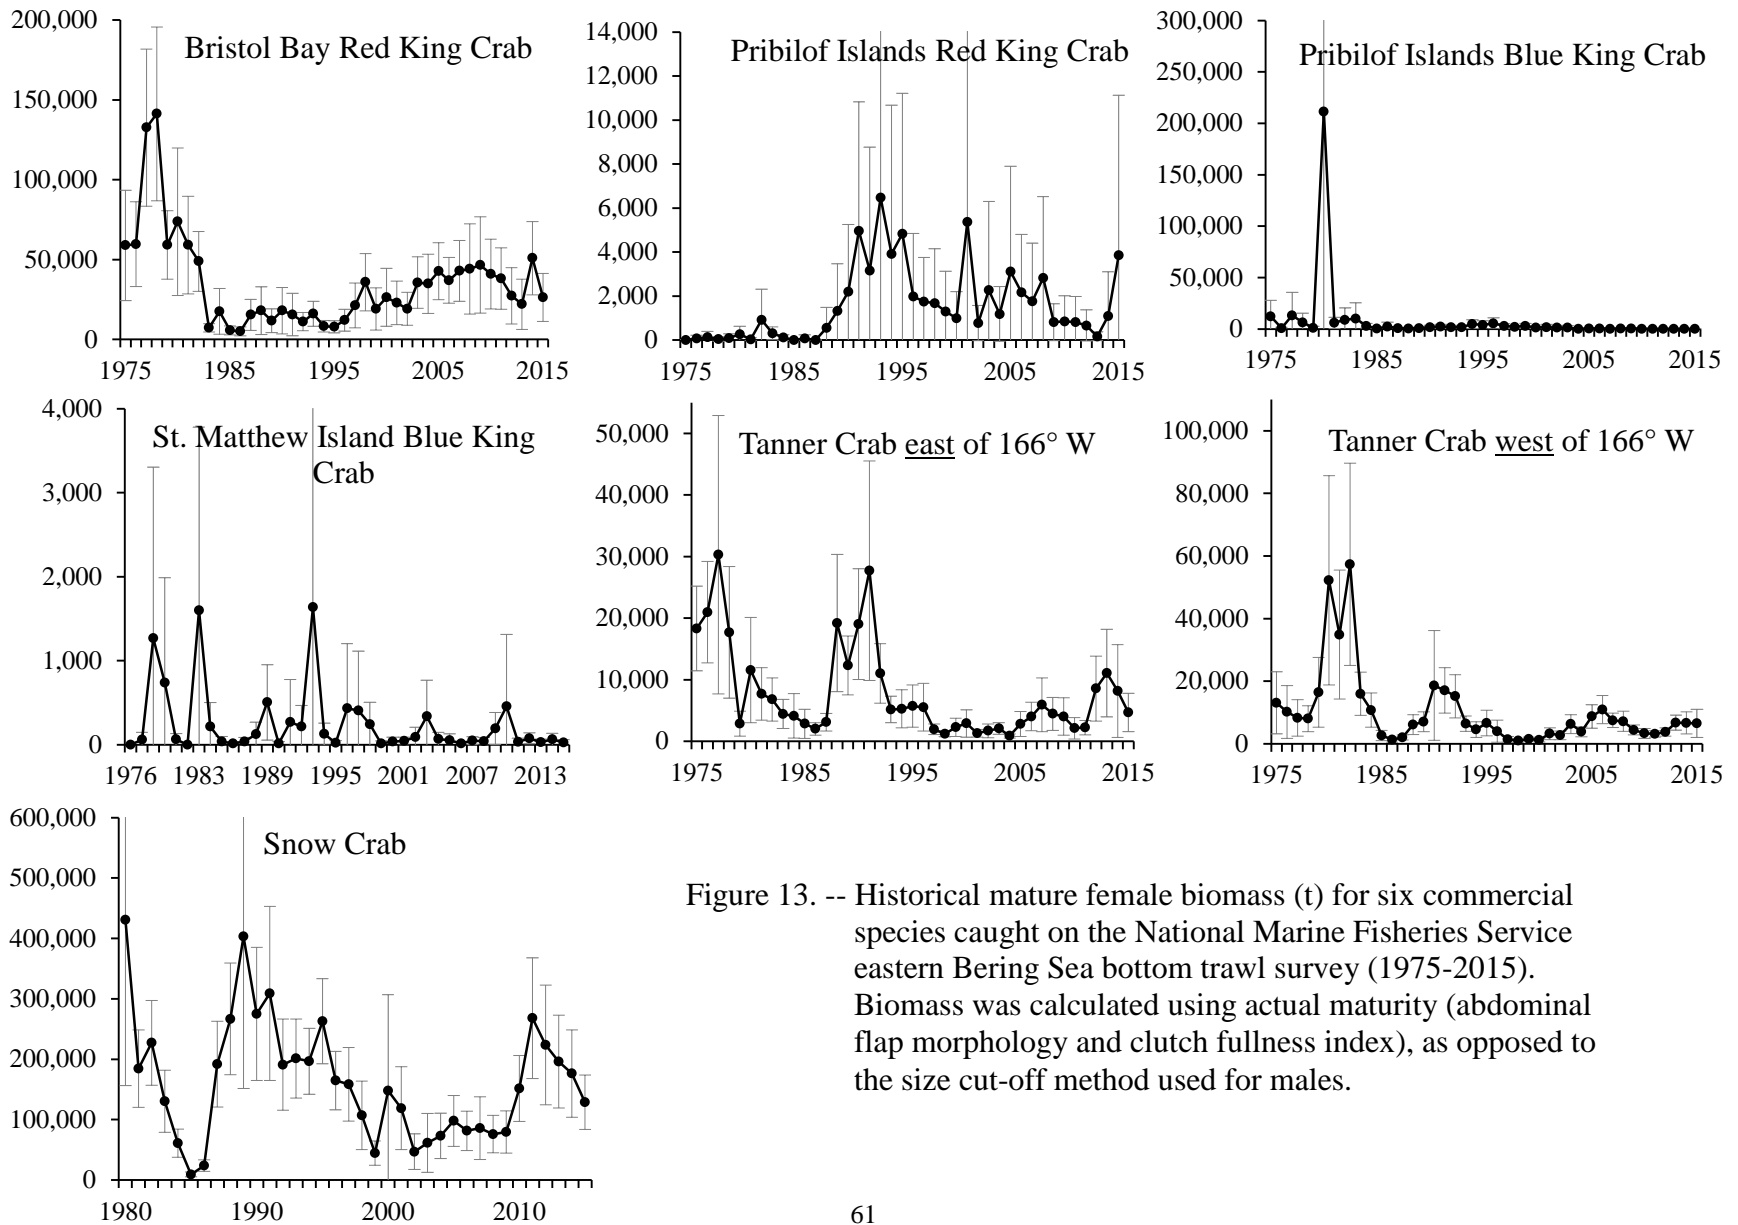 Bristol Bay Red King Crab
200,000
150,000
100,000
50,000
0
1975 1985 1995 2005 2015
Pribilof Islands Red King Crab
14,000
12,000
10,000
8,000
6,000
4,000
2,000
0
1975 1985 1995 2005 2015
Pribilof Islands Blue King Crab
300,000
250,000
200,000
150,000
100,000
50,000
0
1975 1985 1995 2005 2015
St. Matthew Island Blue King
Crab
4,000
3,000
2,000
1,000
0
1976 1983 1989 1995 2001 2007 2013
Tanner Crab east of 166° W
50,000
40,000
30,000
20,000
10,000
0
1975 1985 1995 2005 2015
Tanner Crab west of 166° W
100,000
80,000
60,000
40,000
20,000
0
1975 1985 1995 2005 2015
Snow Crab
600,000
500,000
400,000
300,000
200,000
100,000
0
1980 1990 2000 2010
Figure 13. -- Historical mature female biomass (t) for six commercial
species caught on the National Marine Fisheries Service
eastern Bering Sea bottom trawl survey (1975-2015).
Biomass was calculated using actual maturity (abdominal
flap morphology and clutch fullness index), as opposed to
the size cut-off method used for males.
61